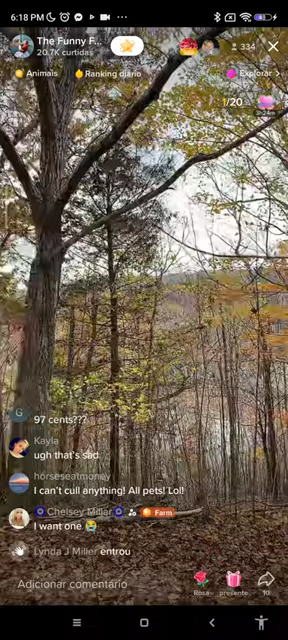 6:18 PM
The Funny F...
20.7K curtidas
334
Animais
Ranking diário
Explorar >
1/20
G
97 cents???
Kayla
ugh that's sad
horseseatmoney
I can't cull anything! All pets! Lol!
Chelsey Millar
Farm
I want one 😭
Lynda J Miller entrou
Adicionar comentário
Rosa
presente
10